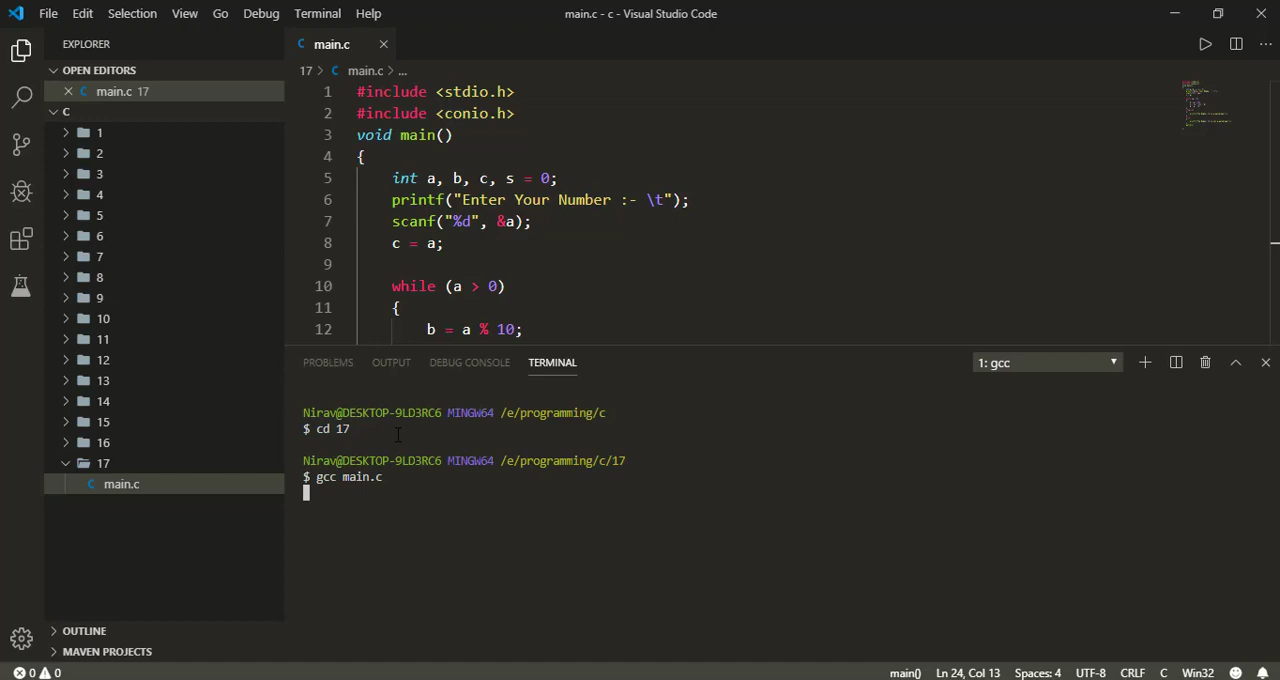 File Edit Selection View Go Debug Terminal Help main.c - c - Visual Studio Code
EXPLORER
OPEN EDITORS
main.c 17
C
1
2
3
4
5
6
7
8
9
10
11
12
13
14
15
16
17
main.c
OUTLINE
MAVEN PROJECTS
main.c
17 > main.c > ...
1 #include <stdio.h>
2 #include <conio.h>
3 void main()
4 {
5 int a, b, c, s = 0;
6 printf("Enter Your Number :- \t");
7 scanf("%d", &a);
8 c = a;
9
10 while (a > 0)
11 {
12 b = a % 10;
PROBLEMS OUTPUT DEBUG CONSOLE TERMINAL 1: gcc
Nirav@DESKTOP-9LD3RC6 MINGW64 /e/programming/c
$ cd 17
Nirav@DESKTOP-9LD3RC6 MINGW64 /e/programming/c/17
$ gcc main.c
0 0 main() Ln 24, Col 13 Spaces: 4 UTF-8 CRLF C Win32